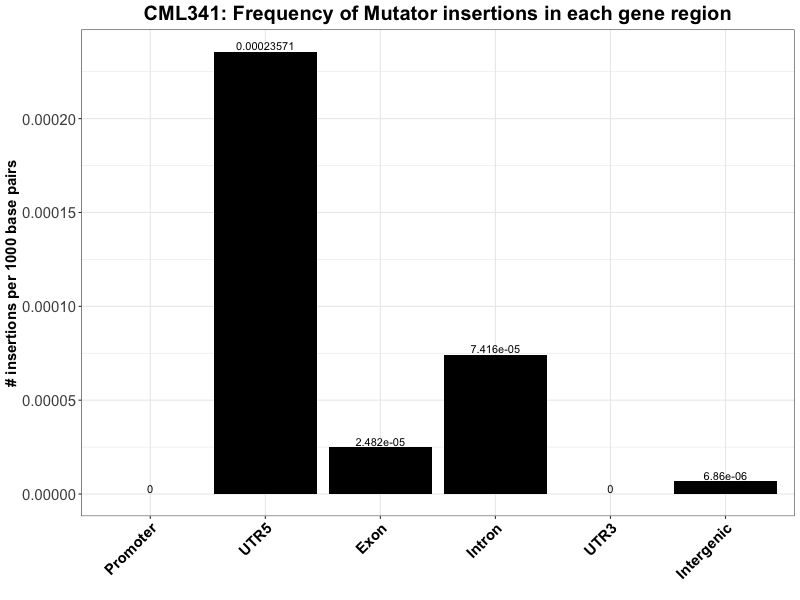 CML341: Frequency of Mutator insertions in each gene region
# insertions per 1000 base pairs
0.00020
0.00015
0.00010
0.00005
0.00000
0
0.00023571
2.482e-05
7.416e-05
0
6.86e-06
Promoter
UTR5
Exon
Intron
UTR3
Intergenic